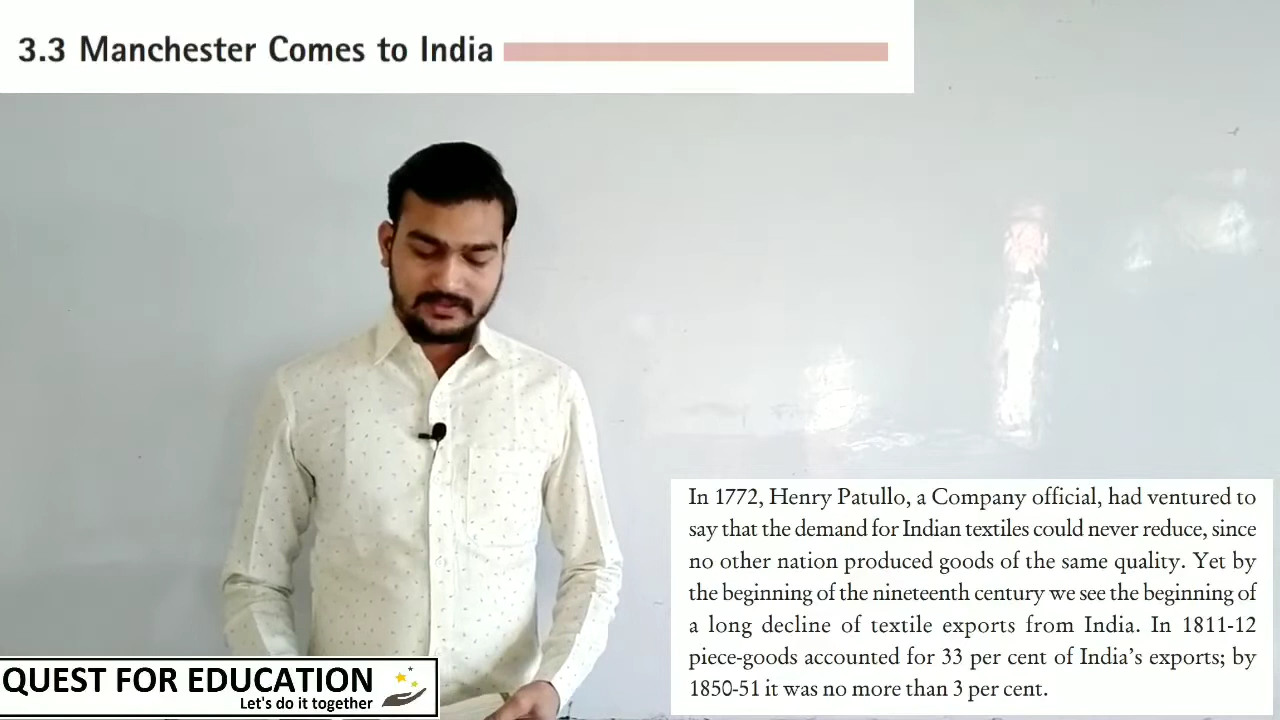 3.3 Manchester Comes to India
In 1772, Henry Patullo, a Company official, had ventured to
say that the demand for Indian textiles could never reduce, since
no other nation produced goods of the same quality. Yet by
the beginning of the nineteenth century we see the beginning of
a long decline of textile exports from India. In 1811-12
piece-goods accounted for 33 per cent of India's exports; by
1850-51 it was no more than 3 per cent.
QUEST FOR EDUCATION
Let's do it together